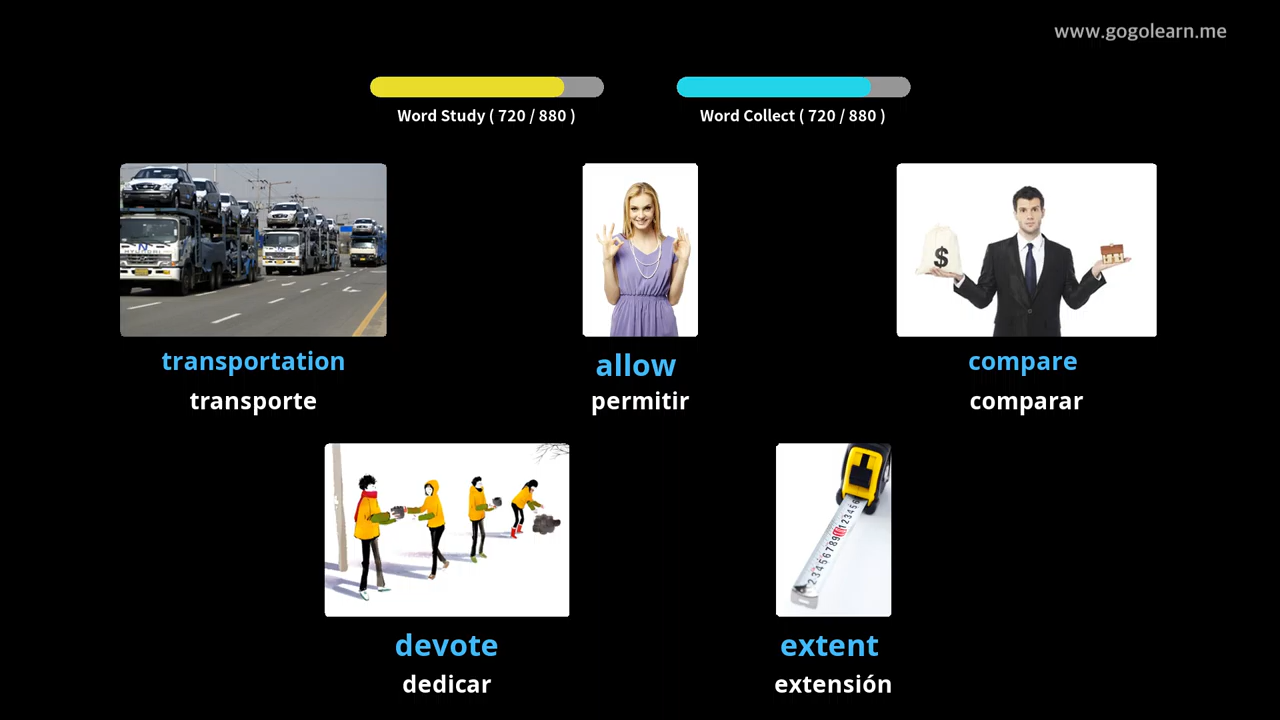 www.gogolearn.me
Word Study ( 720 / 880 )
Word Collect ( 720 / 880 )
transportation
transporte
allow
permitir
compare
comparar
$
devote
dedicar
extent
extensión